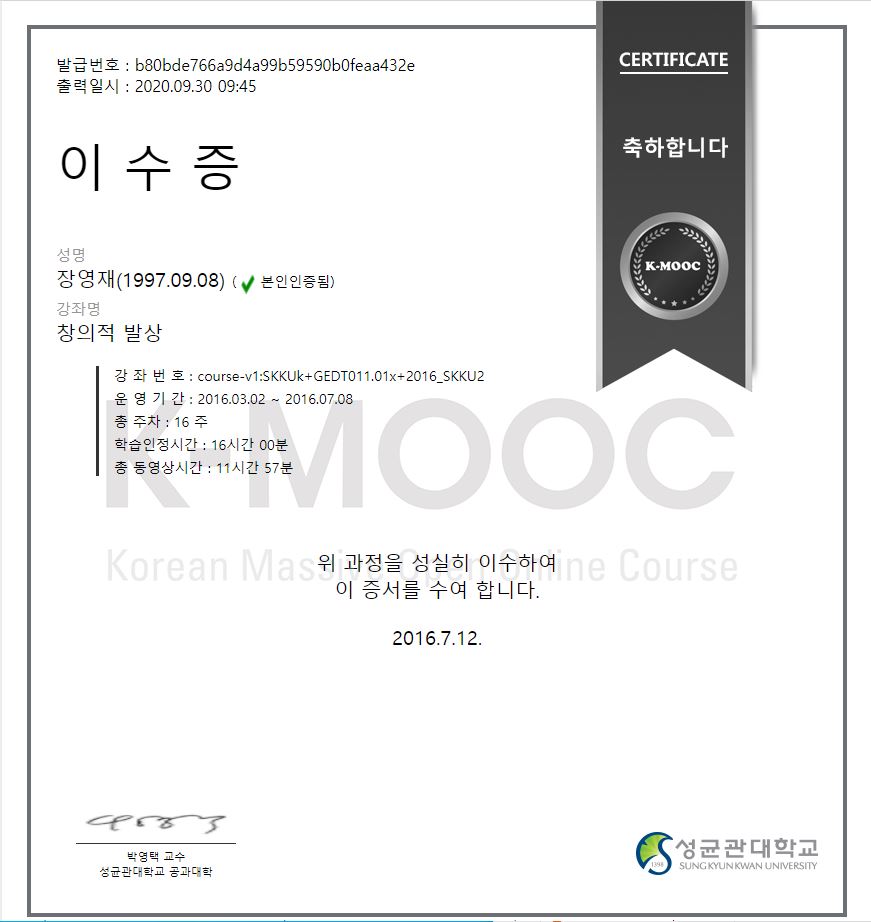 발급번호 : b80bde766a9d4a99b59590b0feaa432e
출력일시 : 2020.09.30 09:45
CERTIFICATE
축하합니다
K-MOOC
이 수 증
성명
장영재(1997.09.08) ( 본인인증됨)
강좌명
창의적 발상
강 좌 번 호 : course-v1:SKKUk+GEDT011.01x+2016_SKKU2
운 영 기 간 : 2016.03.02 ~ 2016.07.08
총 주차 : 16 주
학습인정시간 : 16시간 00분
총 동영상시간 : 11시간 57분
K-MOOC
Korean Massive Open Online Course
위 과정을 성실히 이수하여
이 증서를 수여 합니다.
2016.7.12.
박영택 교수
성균관대학교 공과대학
1398
성균관대학교
SUNG KYUN KWAN UNIVERSITY